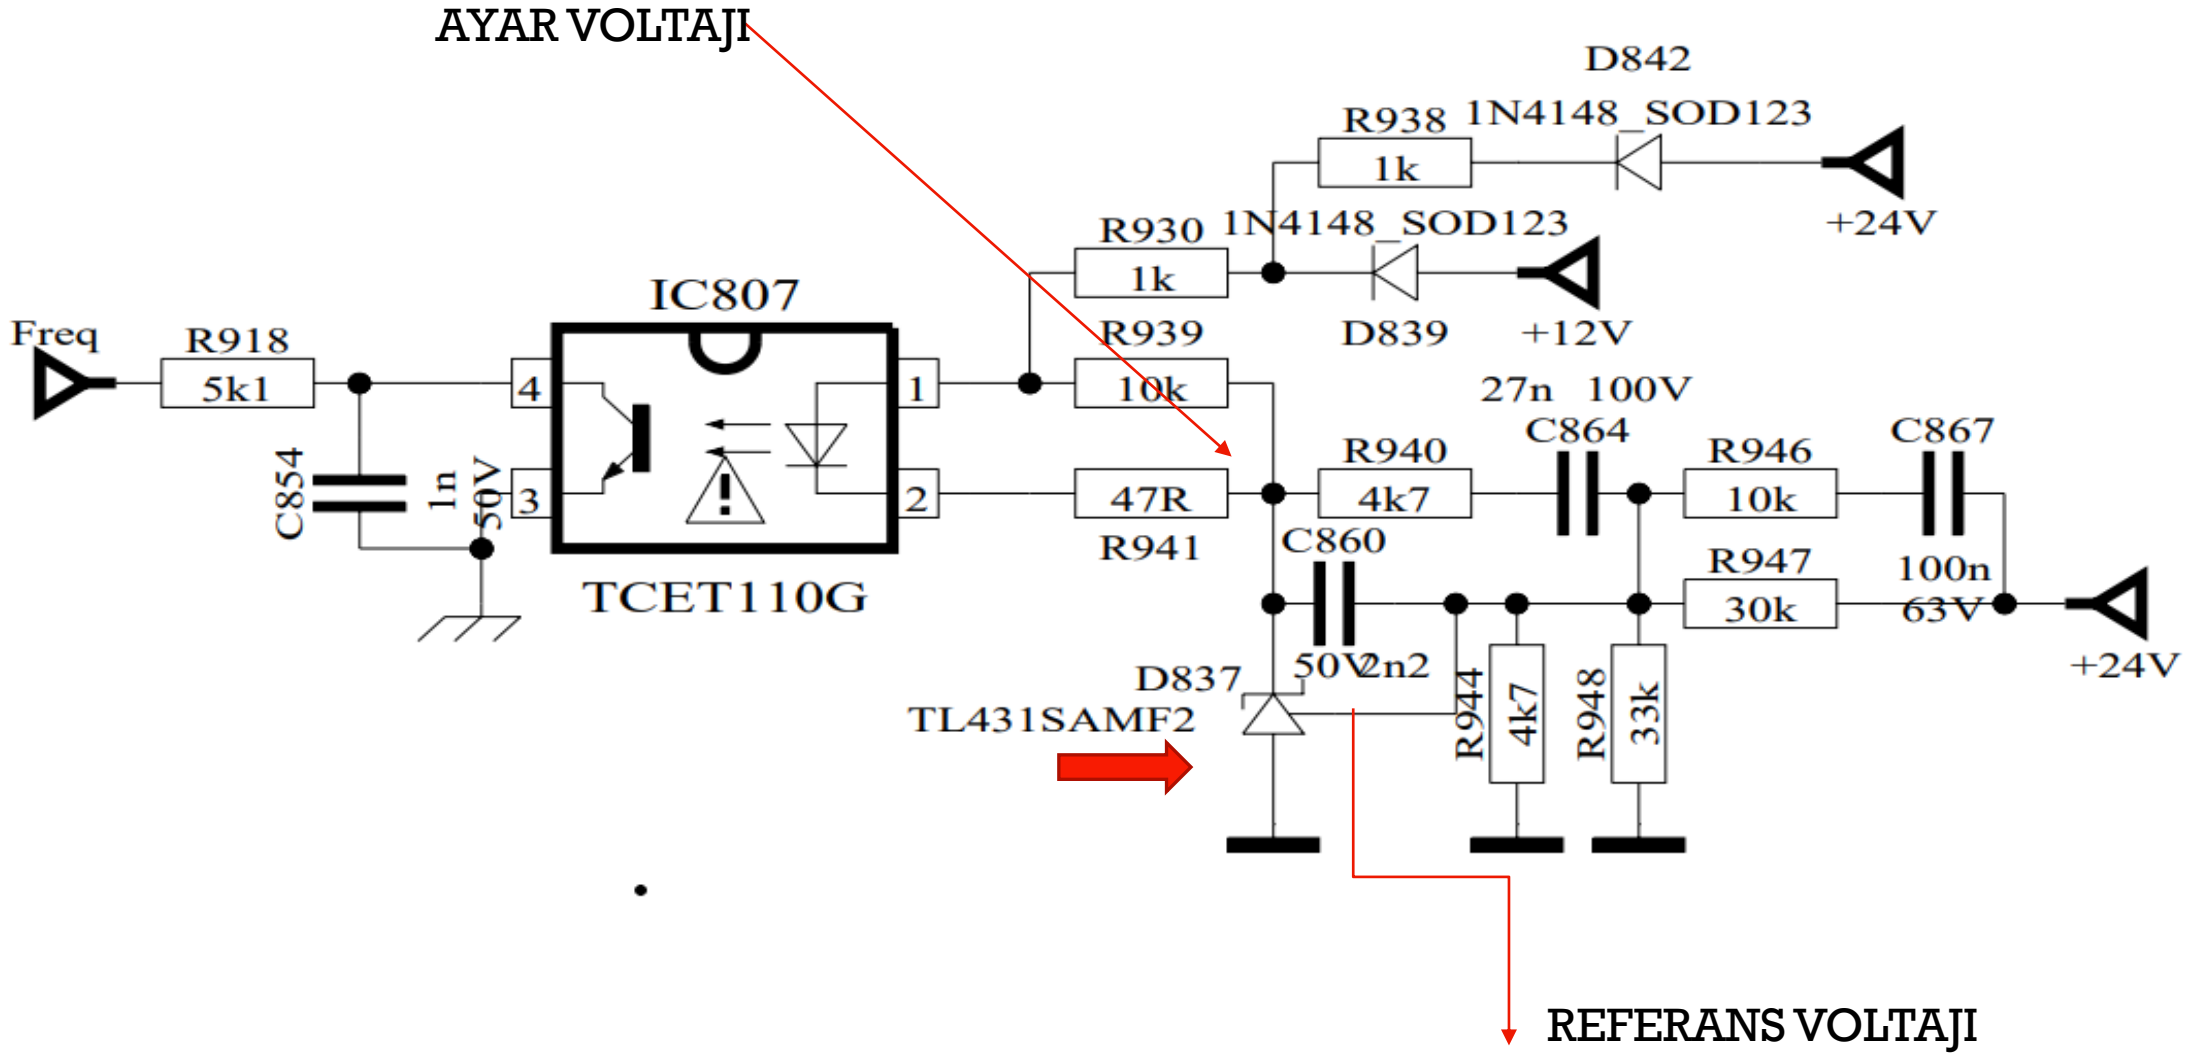 AYAR VOLTAJI
D842
1N4148_SOD123
R938
1k
+24V
R930
1k
1N4148_SOD123
D839
+12V
IC807
Freq
R918
5k1
4
1
R939
10k
27n 100V
C864
C867
C854
1n
50V
3
2
47R
R941
R940
4k7
R946
10k
C860
TCET110G
R947
30k
100n
63V
+24V
50V
2n2
D837
TL431SAMF2
R944
4k7
R948
33k
REFERANS VOLTAJI